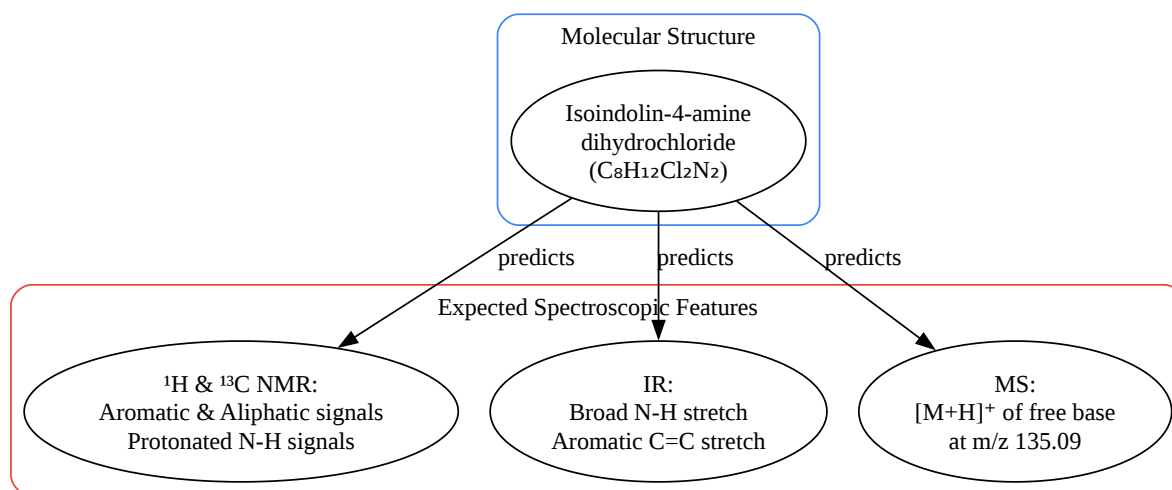 Molecular Structure
Isoindolin-4-amine
dihydrochloride
(C₈H₁₂Cl₂N₂)
predicts predicts predicts
Expected Spectroscopic Features
¹H & ¹³C NMR:
Aromatic & Aliphatic signals
Protonated N-H signals
IR:
Broad N-H stretch
Aromatic C=C stretch
MS:
[M+H]⁺ of free base
at m/z 135.09